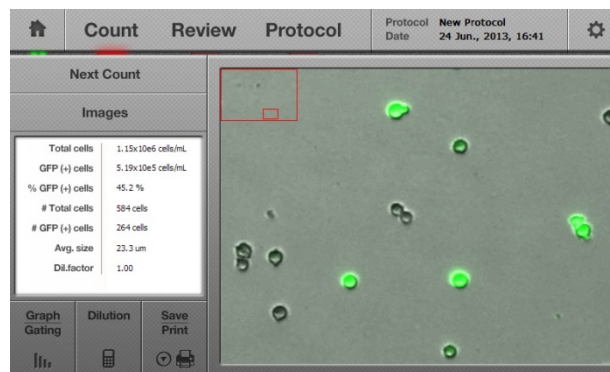 Count Review Protocol
Protocol New Protocol
Date 24 Jun., 2013, 16:41
Next Count
Images
Total cells 1.15x10e6 cells/mL
GFP (+) cells 5.19x10e5 cells/mL
% GFP (+) cells 45.2 %
# Total cells 584 cells
# GFP (+) cells 264 cells
Avg. size 23.3 um
Dil.factor 1.00
Graph
Gating
Dilution
Save
Print